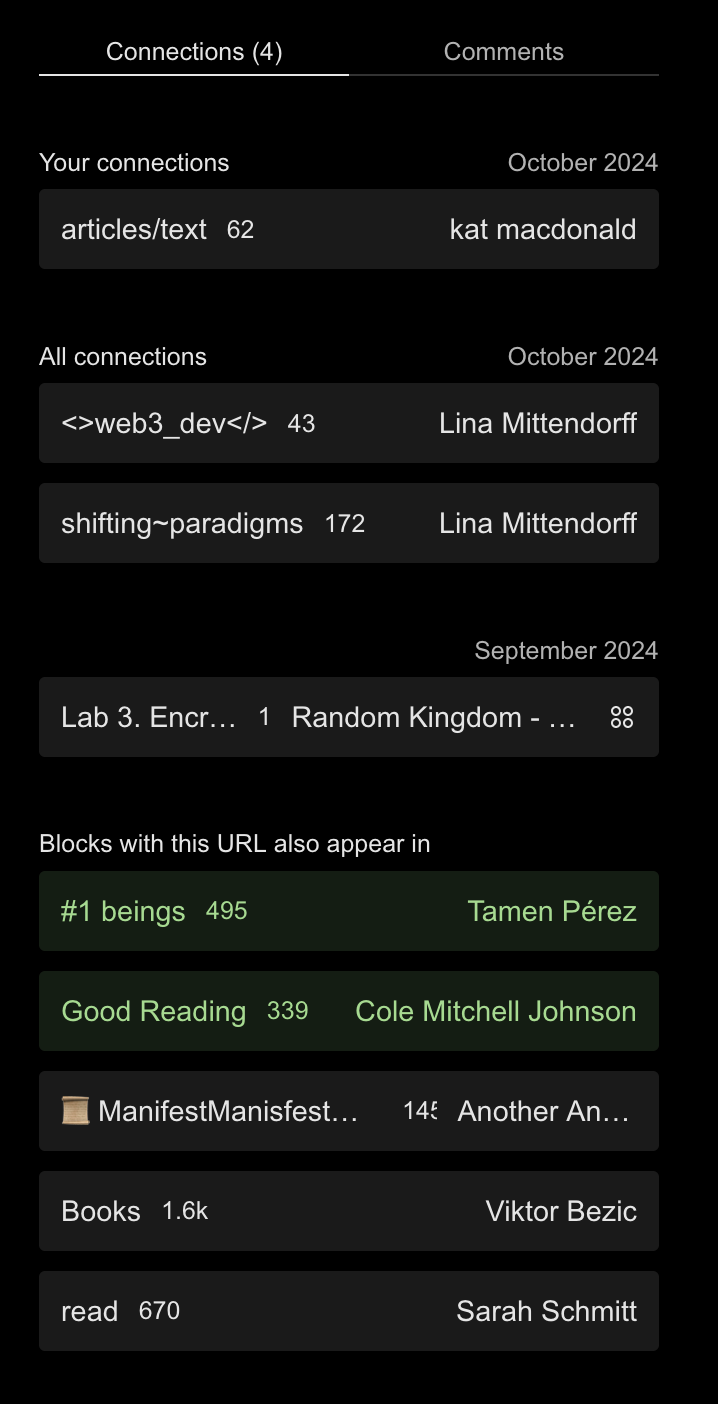 Connections (4) Comments
Your connections October 2024
articles/text 62 kat macdonald
All connections October 2024
<>web3_dev</> 43 Lina Mittendorff
shifting~paradigms 172 Lina Mittendorff
September 2024
Lab 3. Encr… 1 Random Kingdom - …
Blocks with this URL also appear in
#1 beings 495 Tamen Pérez
Good Reading 339 Cole Mitchell Johnson
ManifestManisfest… Another An…
Books 1.6k Viktor Bezic
read 670 Sarah Schmitt